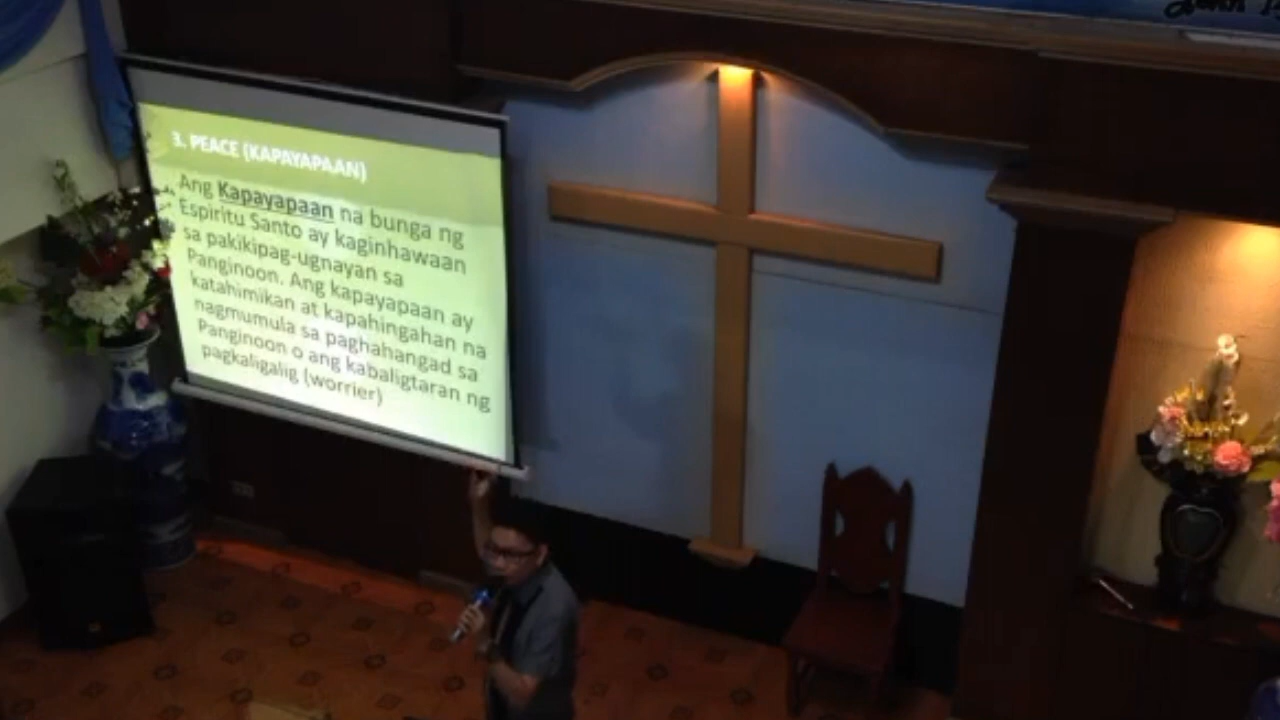 3. PEACE (KAPAYAPAAN)
Ang Kapayapaan na bunga ng
Espiritu Santo ay kaginhawaan
sa pakikipag-ugnayan sa
Panginoon. Ang kapayapaan ay
katahimikan at kapahingahan na
nagmumula sa paghahangad sa
Panginoon o ang kabaligtaran ng
pagkaligalig (worrier)